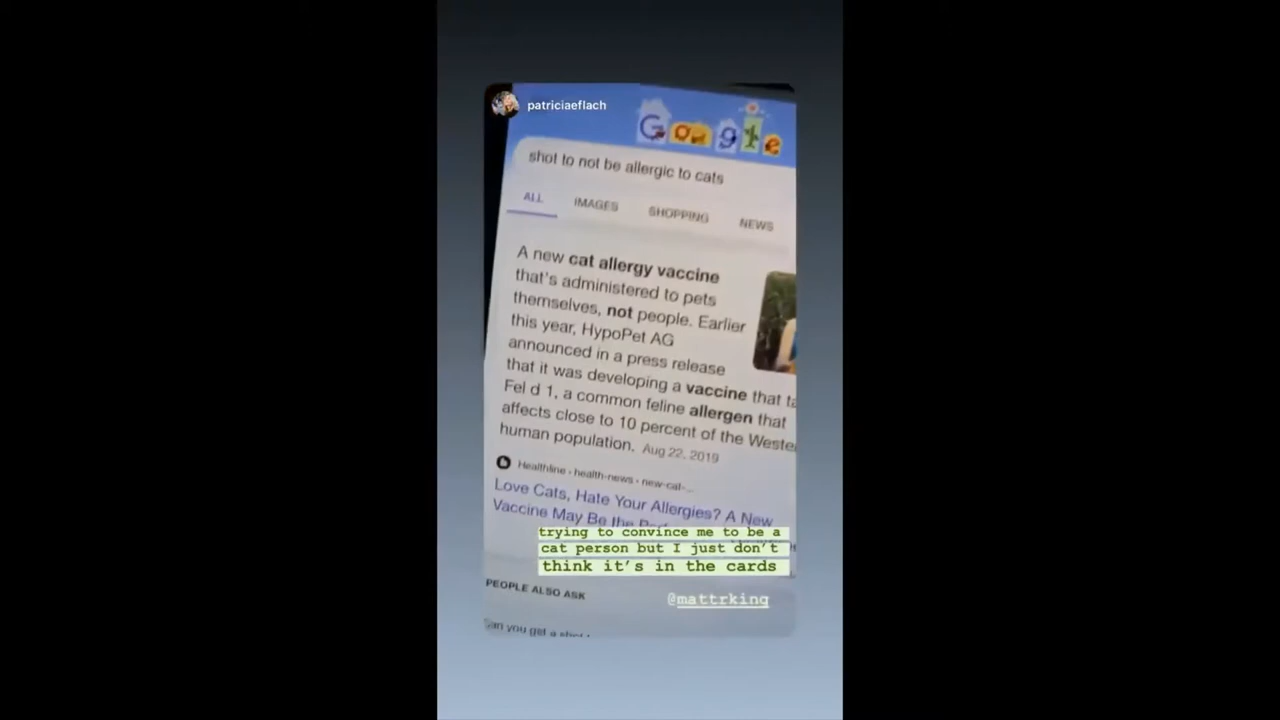 patriciaeflach
Google
shot to not be allergic to cats
ALL IMAGES SHOPPING NEWS
A new cat allergy vaccine
that's administered to pets
themselves, not people. Earlier
this year, HypoPet AG
announced in a press release
that it was developing a vaccine that
Fel d 1, a common feline allergen that
affects close to 10 percent of the
human population. Aug 22, 2019
Healthline › health-news › new-cat-...
Love Cats, Hate Your Allergies? A New
Vaccine May Be the
trying to convince me to be a
cat person but I just don't
think it's in the cards
PEOPLE ALSO ASK
@mattrking
you get a